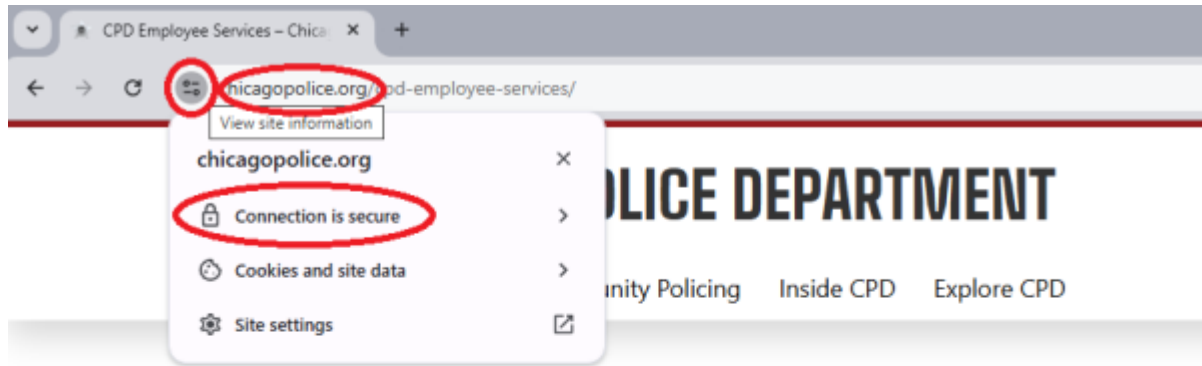 CPD Employee Services – Chica
hicagopolice.org/cpd-employee-services/
View site information
chicagopolice.org
Connection is secure
Cookies and site data
Site settings
OLICE DEPARTMENT
unity Policing Inside CPD Explore CPD